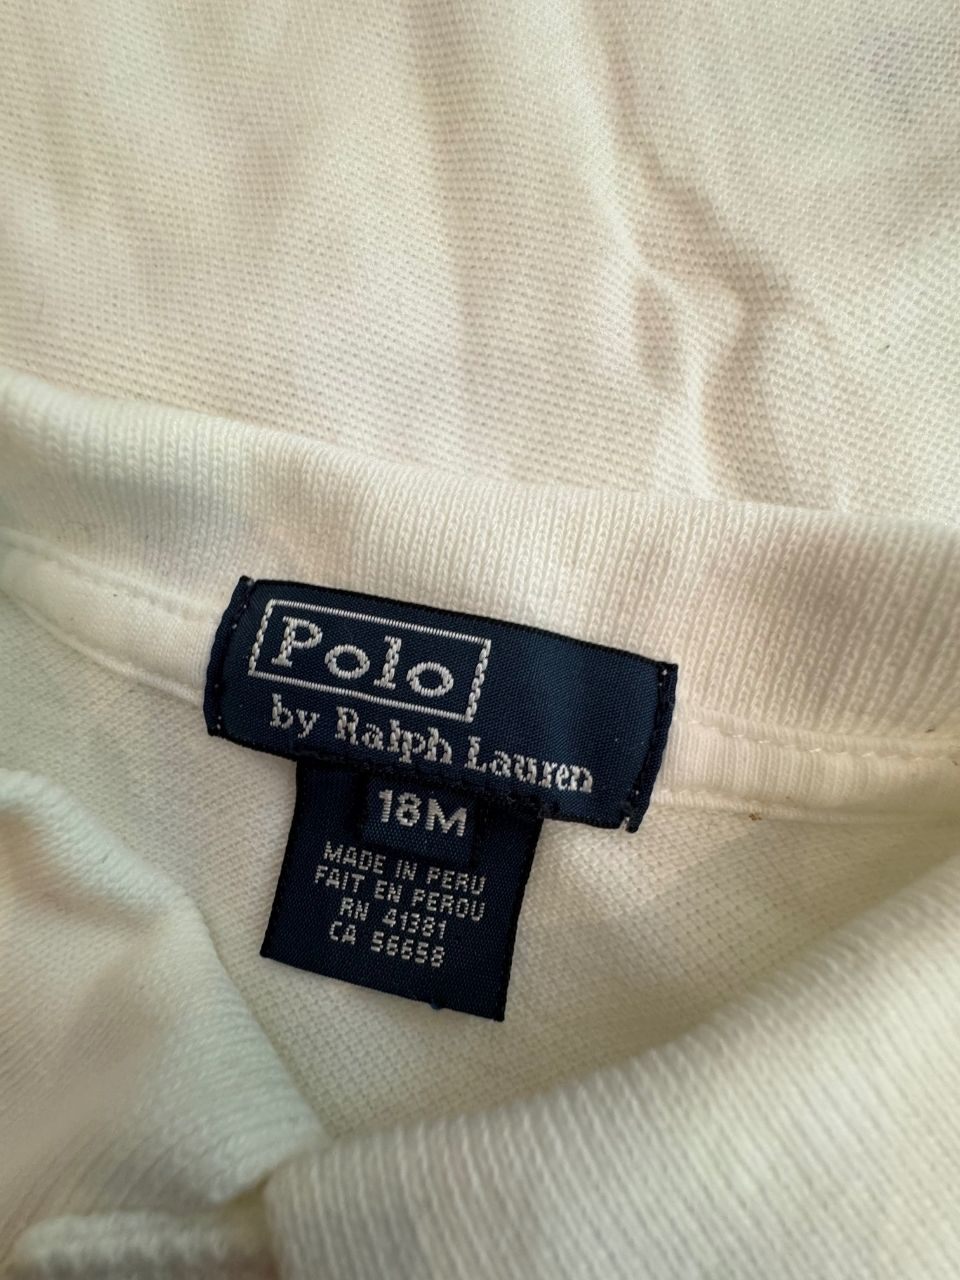 Polo
by Ralph Lauren
18M
MADE IN PERU
FAIT EN PEROU
RN 41381
CA 56658